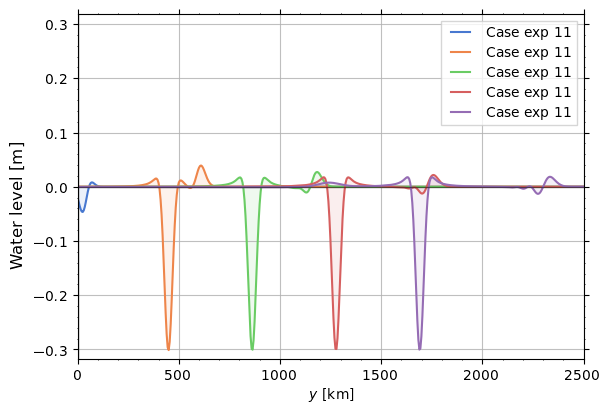 0.3
0.2
0.1
0.0
−0.1
−0.2
−0.3
Water level [m]
Case exp 11
Case exp 11
Case exp 11
Case exp 11
Case exp 11
0 500 1000 1500 2000 2500
y [km]